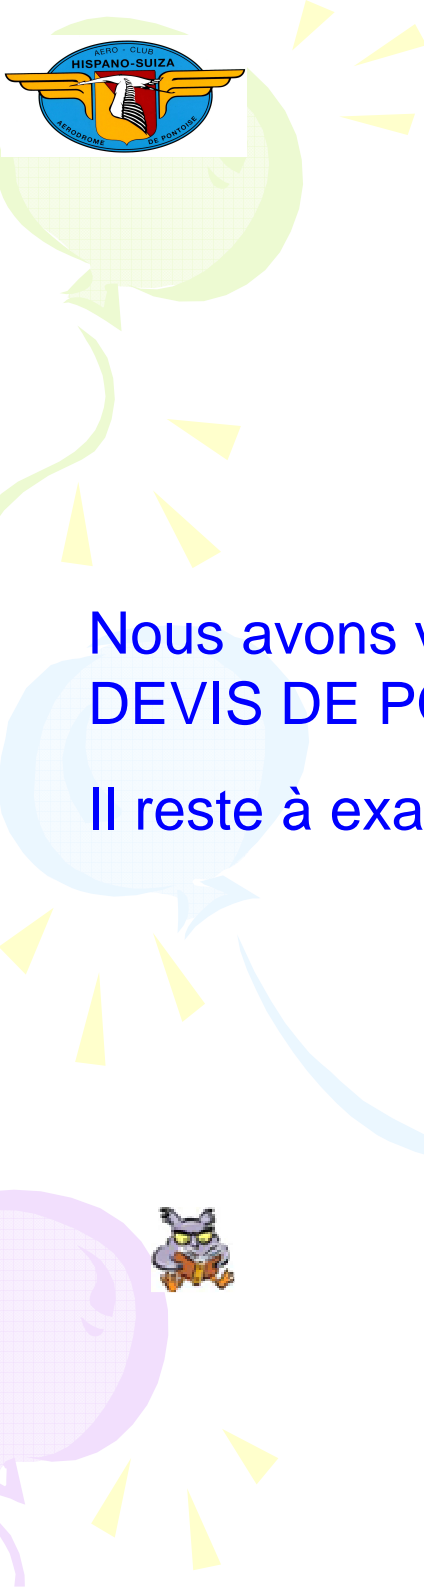 AERO - CLUB
HISPANO-SUIZA
AERODROME DE PONTOISE
Nous avons
DEVIS DE
Il reste à